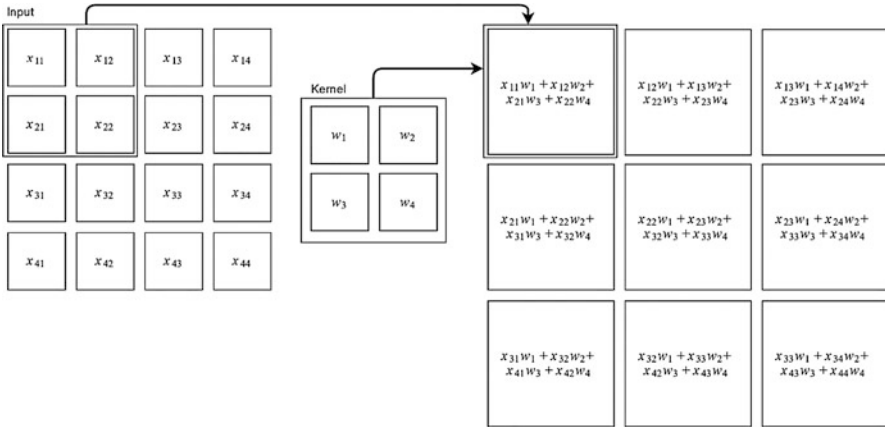 Input
x11 x12 x13 x14
x21 x22 x23 x24
x31 x32 x33 x34
x41 x42 x43 x44
Kernel
w1 w2
w3 w4
x11w1 + x12w2+
x21w3 + x22w4
x12w1 + x13w2+
x22w3 + x23w4
x13w1 + x14w2+
x23w3 + x24w4
x21w1 + x22w2+
x31w3 + x32w4
x22w1 + x23w2+
x32w3 + x33w4
x23w1 + x24w2+
x33w3 + x34w4
x31w1 + x32w2+
x41w3 + x42w4
x32w1 + x33w2+
x42w3 + x43w4
x33w1 + x34w2+
x43w3 + x44w4